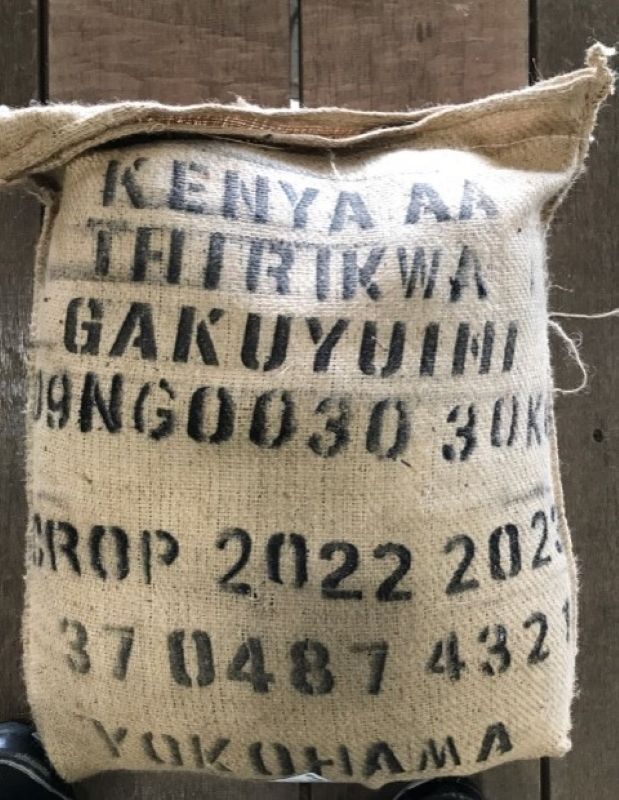 KENYA AA
THIRIKWA
GAKUYUINI
09NG0030 30KG
CROP 2022 2023
37 0487 4321
YOKOHAMA